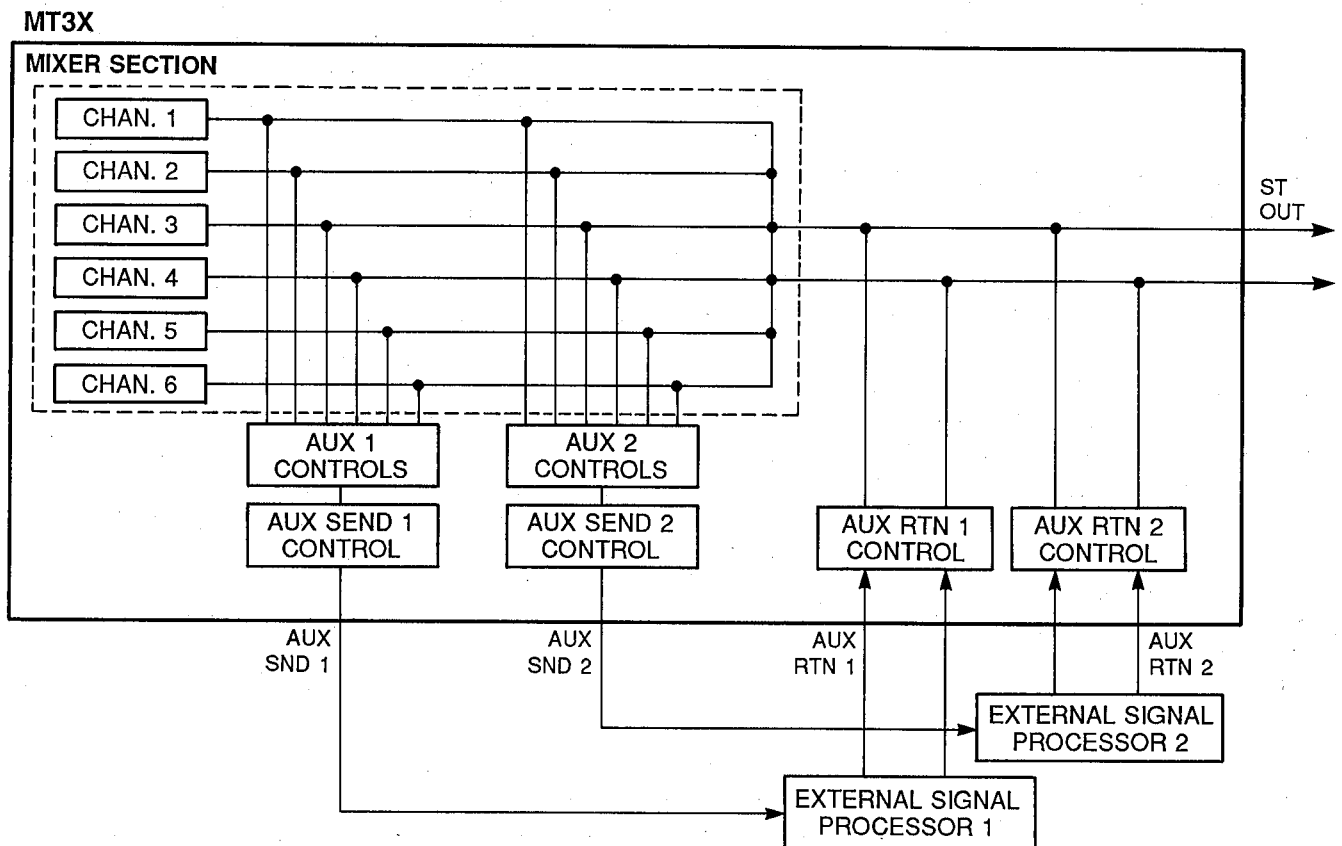 MT3X
MIXER SECTION
CHAN. 1
CHAN. 2
CHAN. 3
CHAN. 4
CHAN. 5
CHAN. 6
ST
OUT
AUX 1
CONTROLS
AUX SEND 1
CONTROL
AUX 2
CONTROLS
AUX SEND 2
CONTROL
AUX RTN 1
CONTROL
AUX RTN 2
CONTROL
AUX
SND 1
AUX
SND 2
AUX
RTN 1
AUX
RTN 2
EXTERNAL SIGNAL
PROCESSOR 2
EXTERNAL SIGNAL
PROCESSOR 1